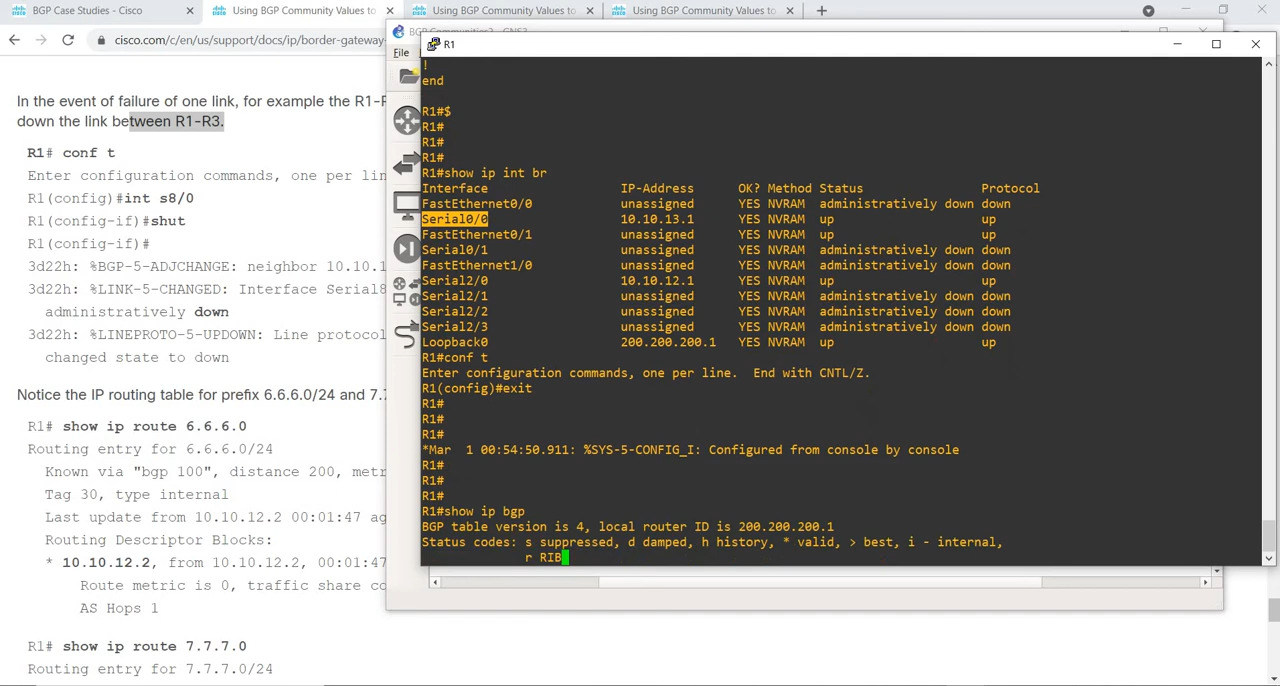 BGP Case Studies - Cisco
Using BGP Community Values to
Using BGP Community Values to
Using BGP Community Values to
cisco.com/c/en/us/support/docs/ip/border-gateway-
File
R1
In the event of failure of one link, for example the R1-R
down the link between R1-R3.
R1# conf t
Enter configuration commands, one per lin
R1(config)#int s8/0
R1(config-if)#shut
R1(config-if)#
3d22h: %BGP-5-ADJCHANGE: neighbor 10.10.1
3d22h: %LINK-5-CHANGED: Interface Serial8
administratively down
3d22h: %LINEPROTO-5-UPDOWN: Line protocol
changed state to down
Notice the IP routing table for prefix 6.6.6.0/24 and 7.7
R1# show ip route 6.6.6.0
Routing entry for 6.6.6.0/24
Known via "bgp 100", distance 200, metr
Tag 30, type internal
Last update from 10.10.12.2 00:01:47 ag
Routing Descriptor Blocks:
* 10.10.12.2, from 10.10.12.2, 00:01:47
Route metric is 0, traffic share co
AS Hops 1
R1# show ip route 7.7.7.0
Routing entry for 7.7.7.0/24
!
end
R1#$
R1#
R1#
R1#
R1#show ip int br
Interface IP-Address OK? Method Status Protocol
FastEthernet0/0 unassigned YES NVRAM administratively down down
Serial0/0 10.10.13.1 YES NVRAM up up
FastEthernet0/1 unassigned YES NVRAM up up
Serial0/1 unassigned YES NVRAM administratively down down
FastEthernet1/0 unassigned YES NVRAM administratively down down
Serial2/0 10.10.12.1 YES NVRAM up up
Serial2/1 unassigned YES NVRAM administratively down down
Serial2/2 unassigned YES NVRAM administratively down down
Serial2/3 unassigned YES NVRAM administratively down down
Loopback0 200.200.200.1 YES NVRAM up up
R1#conf t
Enter configuration commands, one per line. End with CNTL/Z.
R1(config)#exit
R1#
R1#
R1#
*Mar 1 00:54:50.911: %SYS-5-CONFIG_I: Configured from console by console
R1#
R1#
R1#
R1#show ip bgp
BGP table version is 4, local router ID is 200.200.200.1
Status codes: s suppressed, d damped, h history, * valid, > best, i - internal,
r RIB